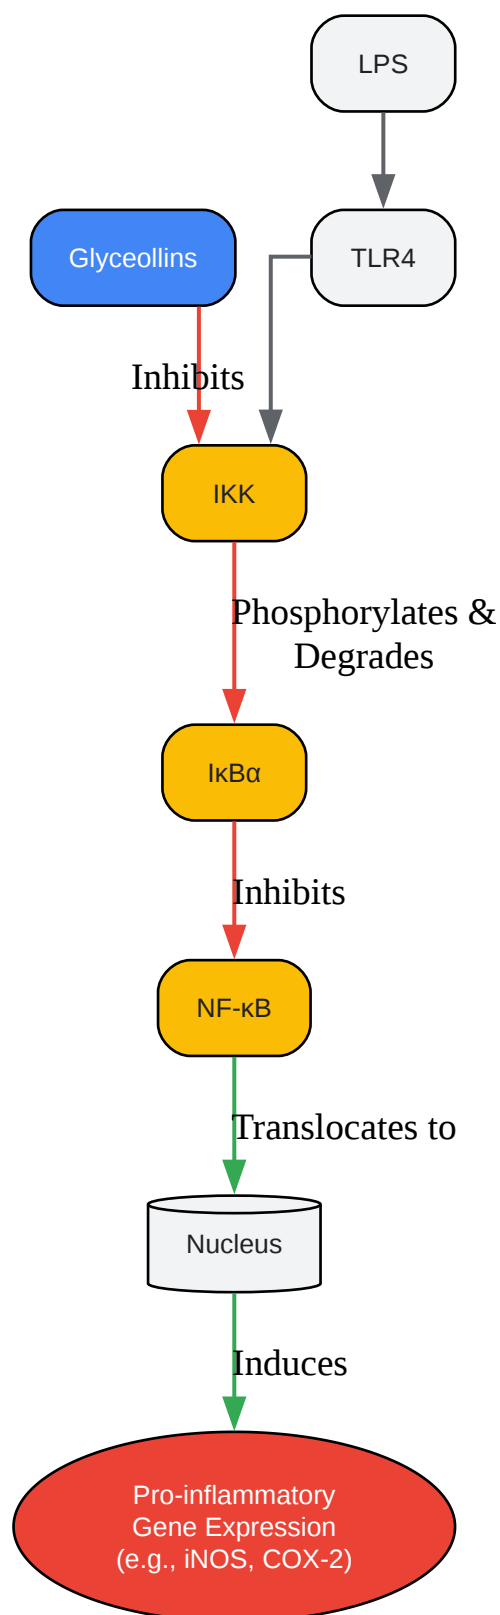 LPS
Glyceollins
TLR4
Inhibits
IKK
Phosphorylates &
Degrades
IκBα
Inhibits
NF-κB
Translocates to
Nucleus
Induces
Pro-inflammatory
Gene Expression
(e.g., iNOS, COX-2)